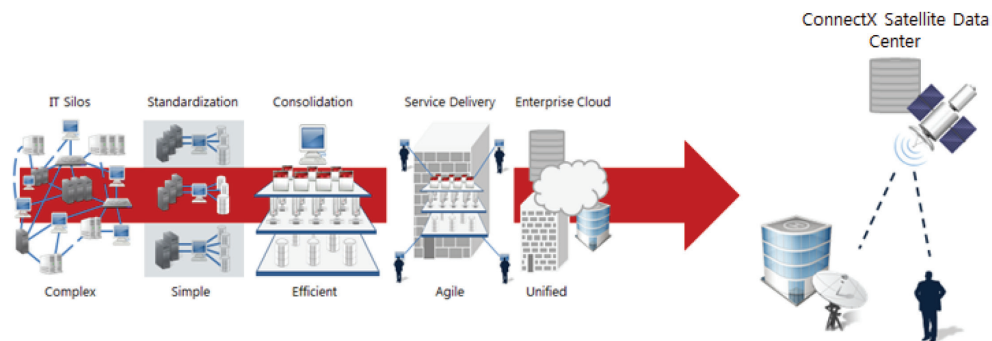 ConnectX Satellite Data
Center
IT Silos
Standardization
Consolidation
Service Delivery
Enterprise Cloud
Complex
Simple
Efficient
Agile
Unified